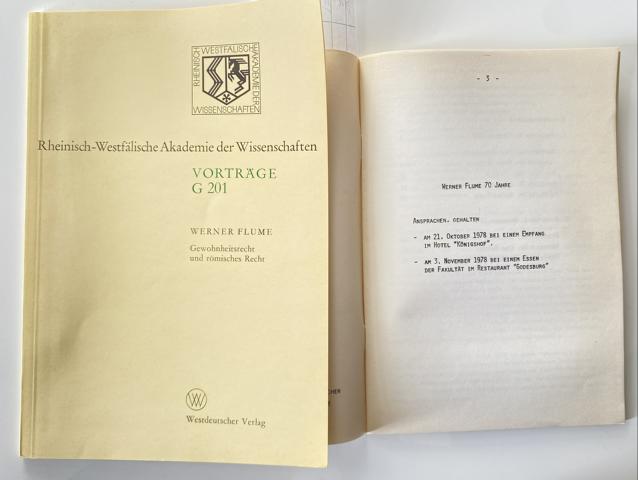 RHEINISCH
WESTFÄLISCHE
AKADEMIE DER
WISSENSCHAFTEN
Rheinisch-Westfälische Akademie der Wissenschaften
VORTRÄGE
G 201
WERNER FLUME
Gewohnheitsrecht
und römisches Recht
W
Westdeutscher Verlag
- 3 -
WERNER FLUME 70 JAHRE
ANSPRACHEN, GEHALTEN
- AM 21. OKTOBER 1978 BEI EINEM EMPFANG
IM HOTEL "KÖNIGSHOF",
- AM 3. NOVEMBER 1978 BEI EINEM ESSEN
DER FAKULTÄT IM RESTAURANT "GODESBURG"